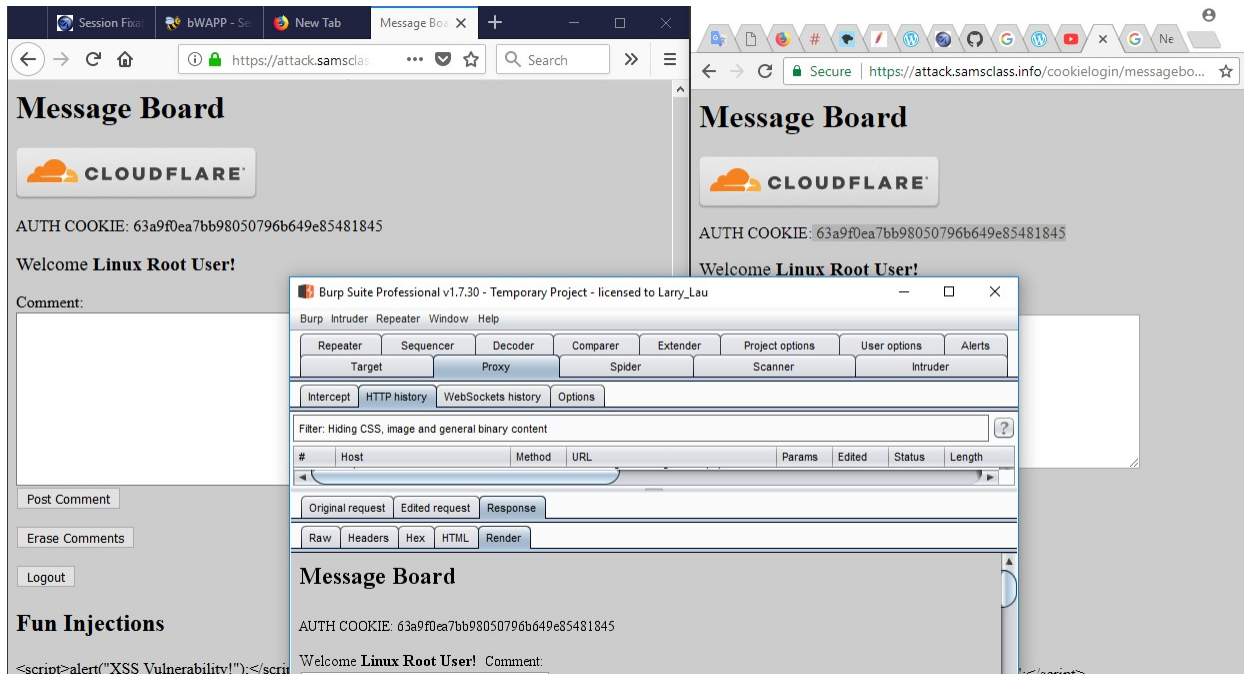 Session Fixa
bWAPP - Se
New Tab
Message Boa
https://attack.samsclas
Search
Message Board
CLOUDFLARE
AUTH COOKIE: 63a9f0ea7bb98050796b649e85481845
Welcome Linux Root User!
Comment:
Post Comment
Erase Comments
Logout
Fun Injections
<script>alert("XSS Vulnerability!");</scrip
Ne
Secure | https://attack.samsclass.info/cookielogin/messagebo...
Message Board
CLOUDFLARE
AUTH COOKIE: 63a9f0ea7bb98050796b649e85481845
Welcome Linux Root User!
";</script>
Burp Suite Professional v1.7.30 - Temporary Project - licensed to Larry_Lau
Burp Intruder Repeater Window Help
Repeater Sequencer Decoder Comparer Extender Project options User options Alerts
Target Proxy Spider Scanner Intruder
Intercept HTTP history WebSockets history Options
Filter: Hiding CSS, image and general binary content
?
# Host Method URL Params Edited Status Length
Original request Edited request Response
Raw Headers Hex HTML Render
Message Board
AUTH COOKIE: 63a9f0ea7bb98050796b649e85481845
Welcome Linux Root User! Comment: